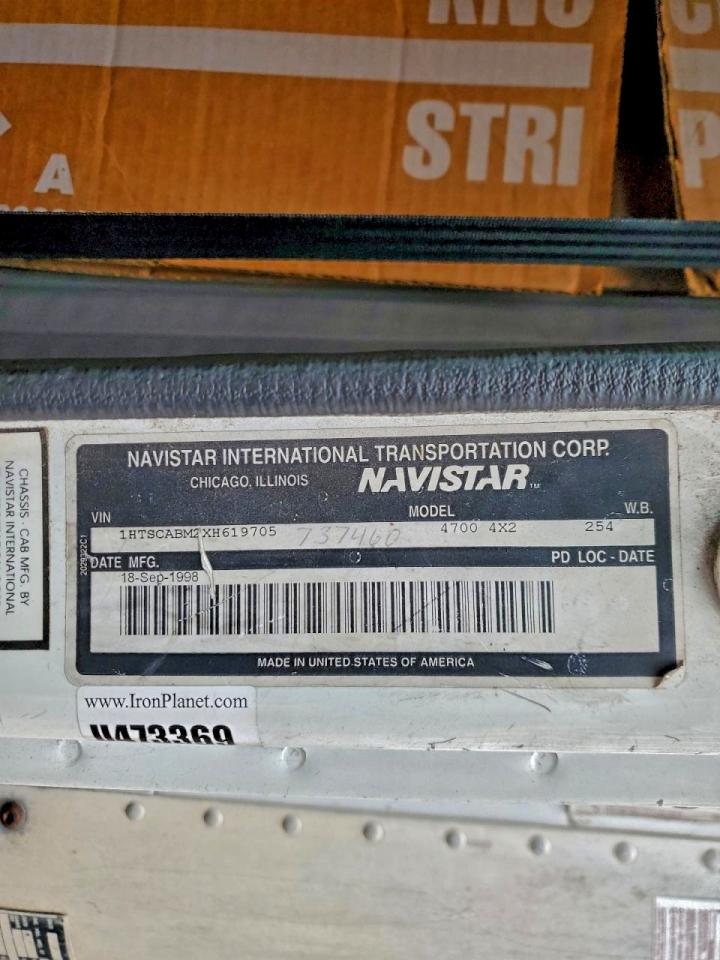 STRI
A
NAVISTAR INTERNATIONAL TRANSPORTATION CORP.
CHICAGO, ILLINOIS NAVISTAR™
VIN MODEL W.B.
1HTSCABM2XH619705 737460 4700 4X2 254
DATE MFG. PD LOC - DATE
18-Sep-1998
MADE IN UNITED STATES OF AMERICA
CHASSIS - CAB MFG. BY
NAVISTAR INTERNATIONAL
www.IronPlanet.com
U473369